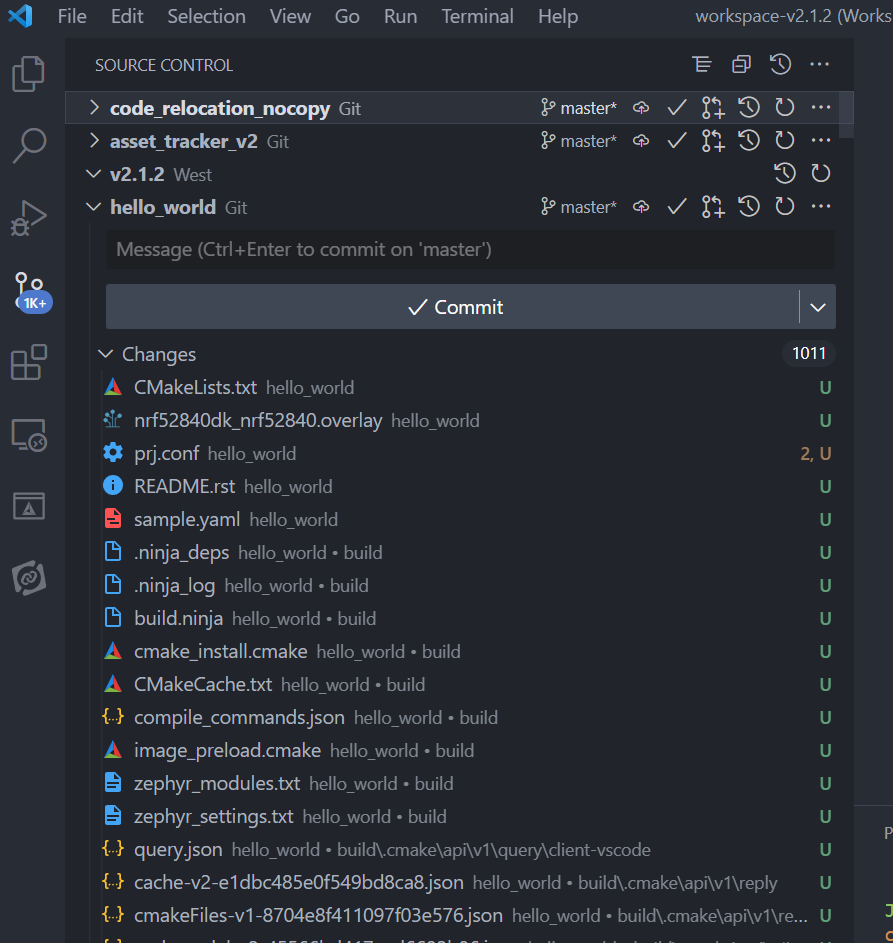 File Edit Selection View Go Run Terminal Help workspace-v2.1.2 (Works
SOURCE CONTROL
code_relocation_nocopy Git master*
asset_tracker_v2 Git master*
v2.1.2 West
hello_world Git master*
Message (Ctrl+Enter to commit on 'master')
1K+
Commit
Changes 1011
CMakeLists.txt hello_world U
nrf52840dk_nrf52840.overlay hello_world U
prj.conf hello_world 2, U
README.rst hello_world U
sample.yaml hello_world U
.ninja_deps hello_world • build U
.ninja_log hello_world • build U
build.ninja hello_world • build U
cmake_install.cmake hello_world • build U
CMakeCache.txt hello_world • build U
compile_commands.json hello_world • build U
image_preload.cmake hello_world • build U
zephyr_modules.txt hello_world • build U
zephyr_settings.txt hello_world • build U
query.json hello_world • build\.cmake\api\v1\query\client-vscode U
cache-v2-e1dbc485e0f549bd8ca8.json hello_world • build\.cmake\api\v1\reply U
cmakeFiles-v1-8704e8f411097f03e576.json hello_world • build\.cmake\api\v1\re... U